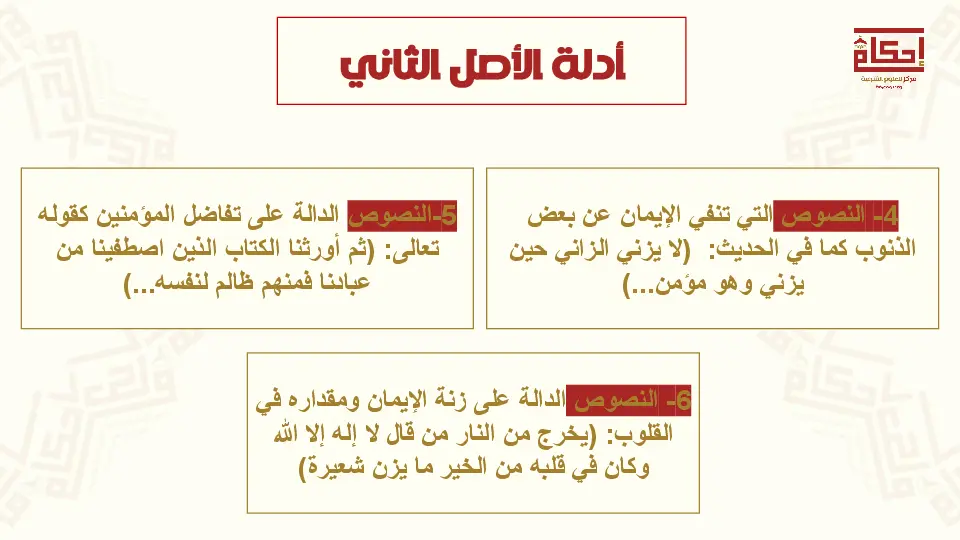 أدلة الأصل الثاني
إحكام
مركز للعلوم الشرعية
4- النصوص التي تنفي الإيمان عن بعض
الذنوب كما في الحديث: (لا يزني الزاني حين
يزني وهو مؤمن...)
5-النصوص الدالة على تفاضل المؤمنين كقوله
تعالى: (ثم أورثنا الكتاب الذين اصطفينا من
عبادنا فمنهم ظالم لنفسه...)
6- النصوص الدالة على زنة الإيمان ومقداره في
القلوب: (يخرج من النار من قال لا إله إلا الله
وكان في قلبه من الخير ما يزن شعيرة)